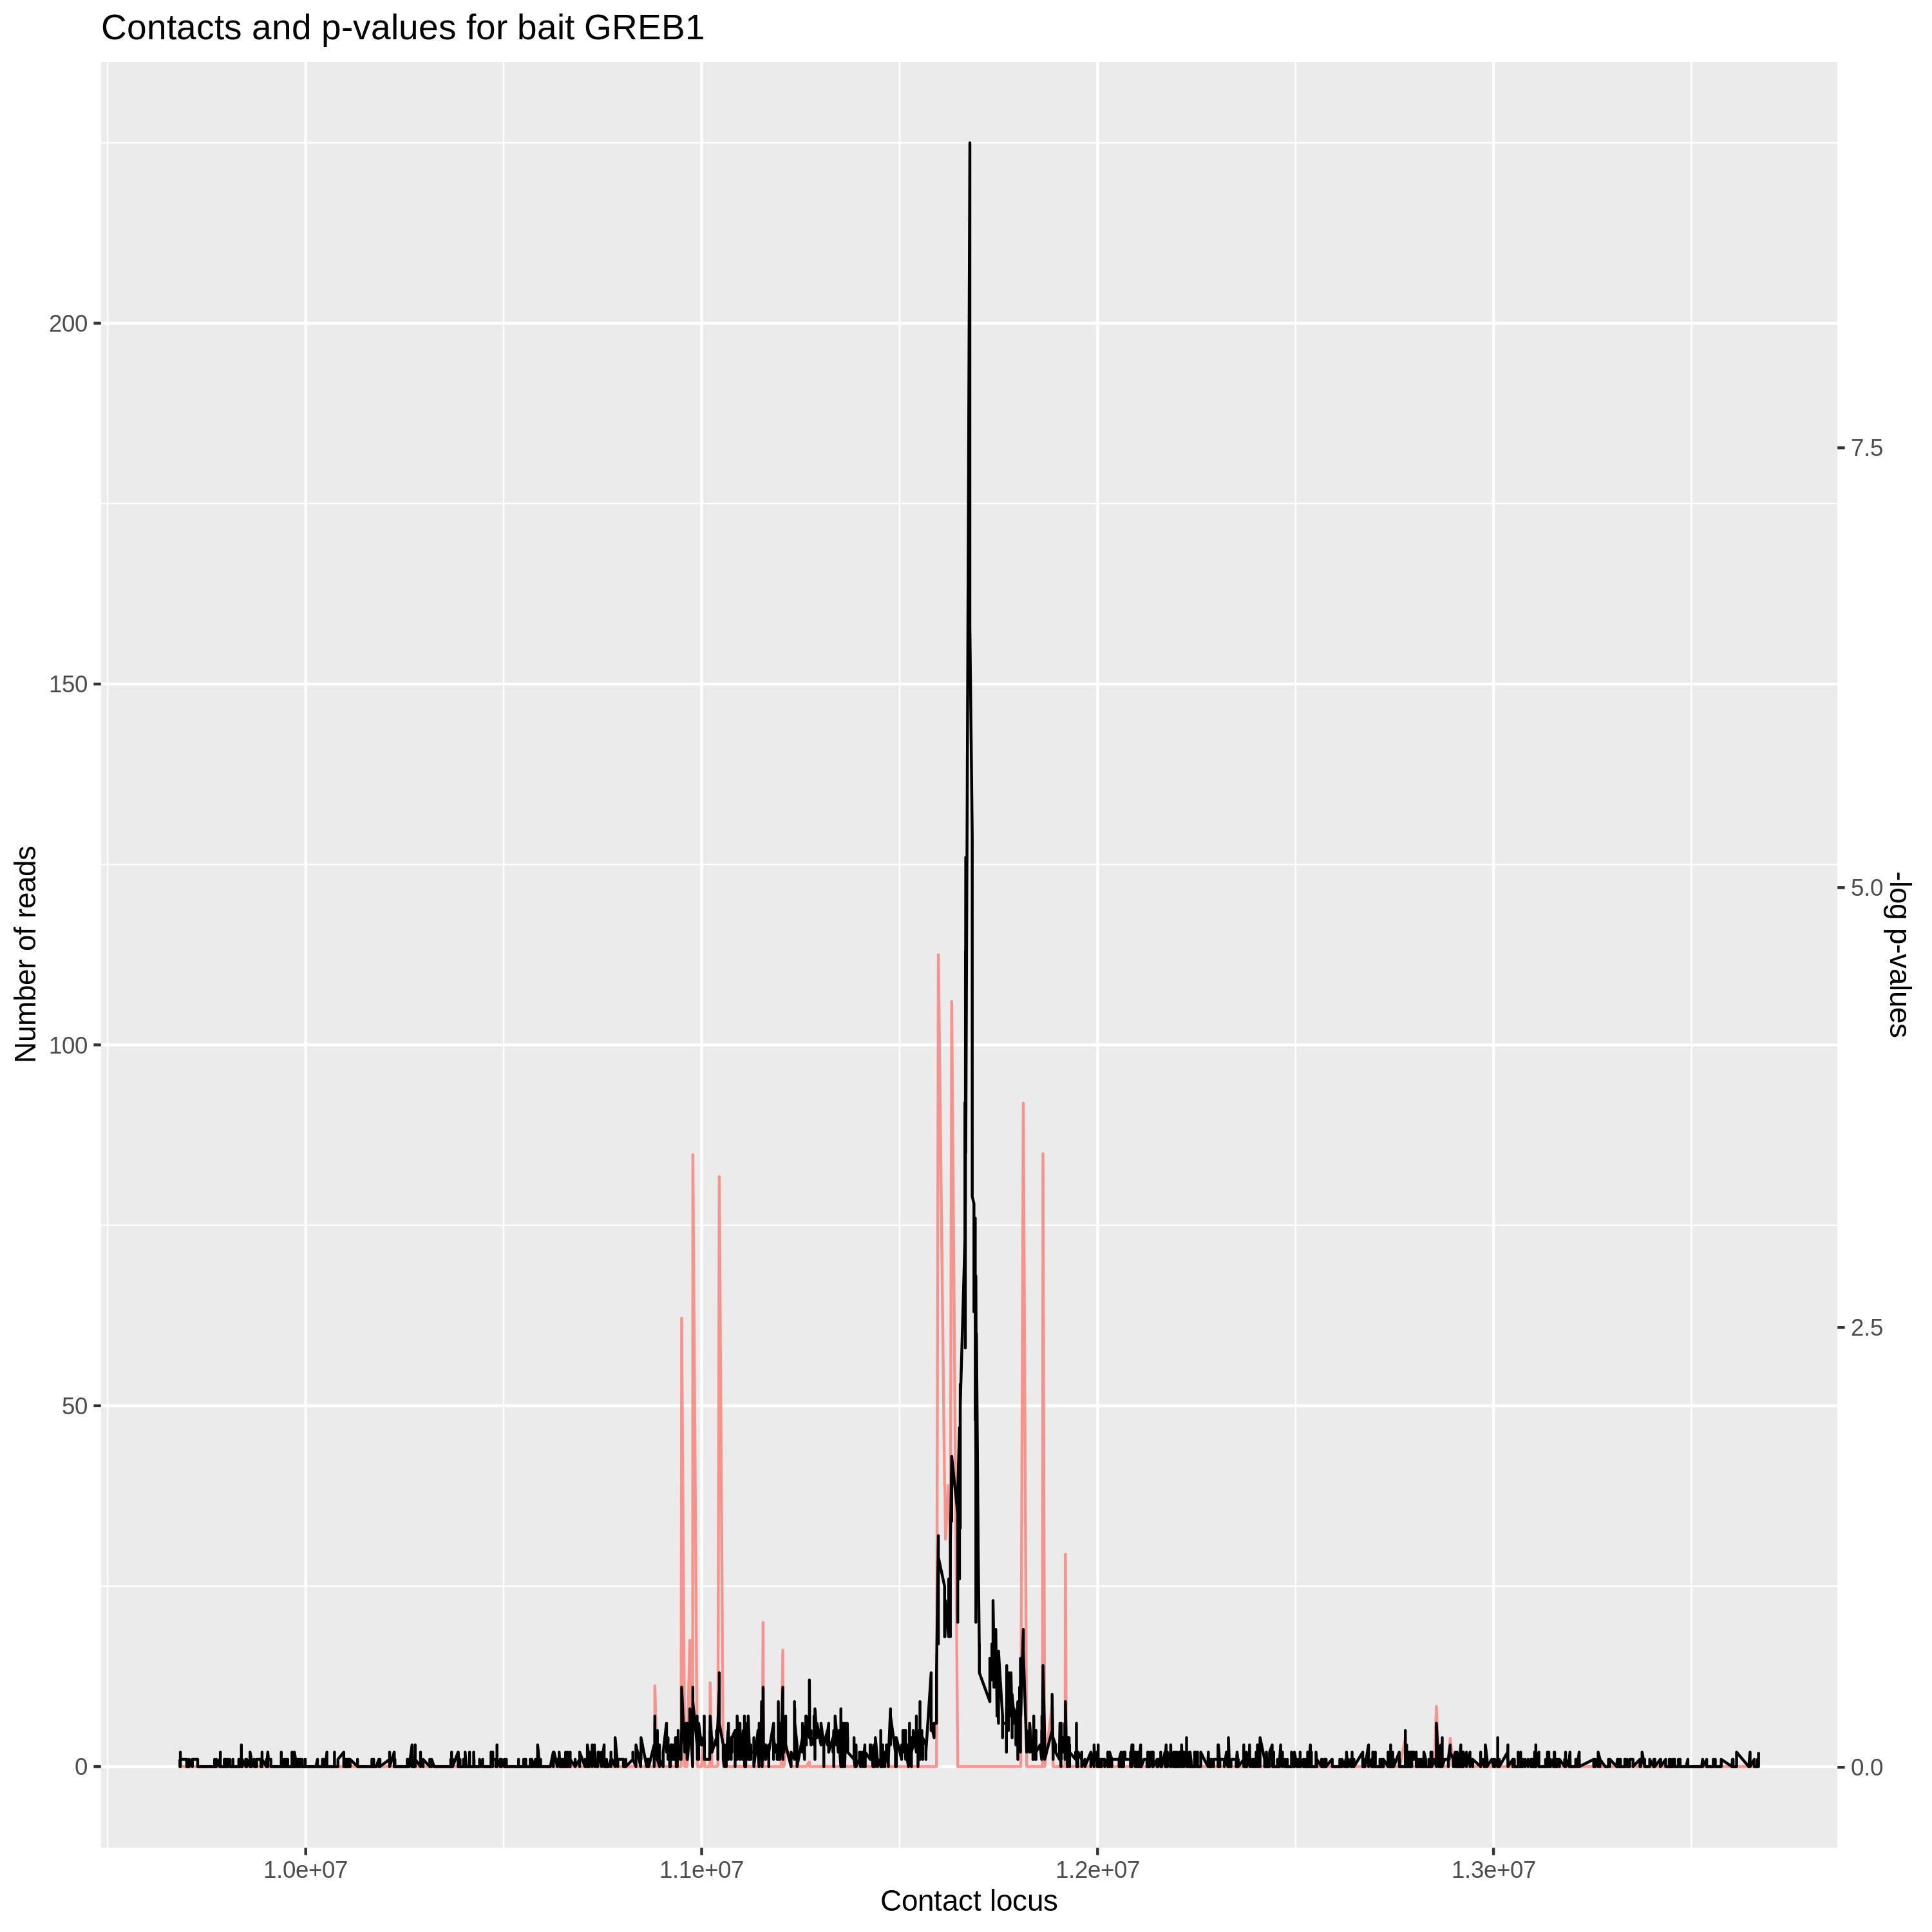 Contacts and p-values for bait GREB1
200
150
100
50
0
Number of reads
7.5
5.0
2.5
0.0
-log p-values
1.0e+07
1.1e+07
1.2e+07
1.3e+07
Contact locus